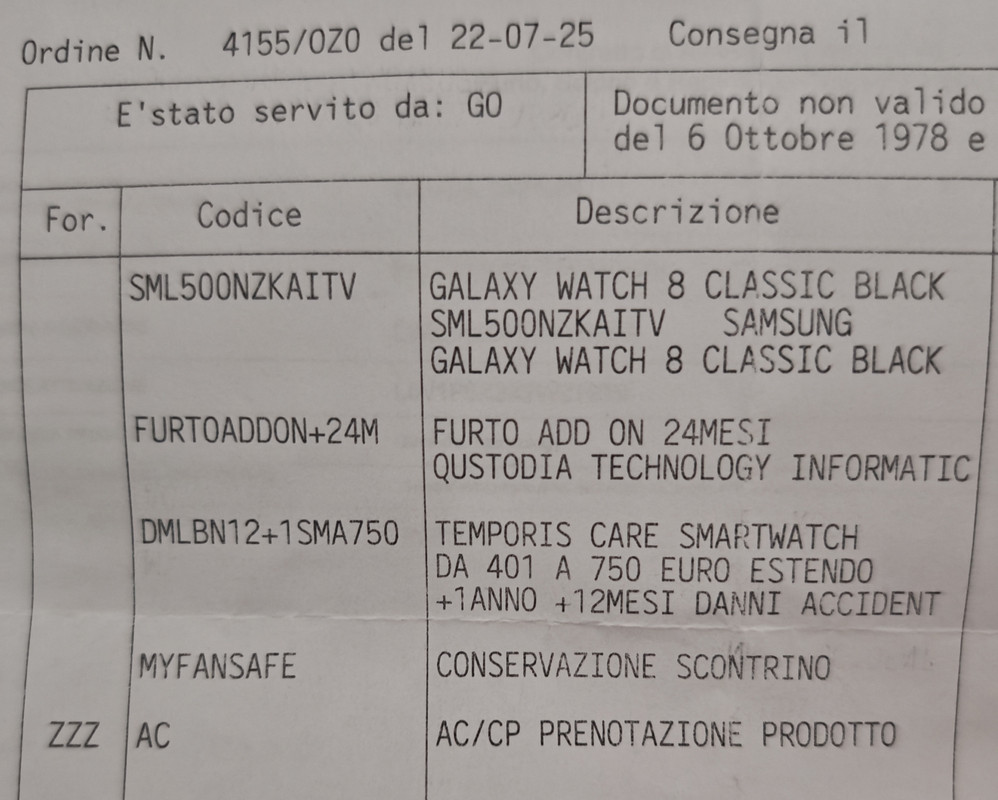 Ordine N. 4155/OZO del 22-07-25 Consegna il
E'stato servito da: GO
Documento non valido
del 6 Ottobre 1978 e
For. Codice Descrizione
SML500NZKAITV GALAXY WATCH 8 CLASSIC BLACK
SML500NZKAITV SAMSUNG
GALAXY WATCH 8 CLASSIC BLACK
FURTOADDON+24M FURTO ADD ON 24MESI
QUSTODIA TECHNOLOGY INFORMATIC
DMLBN12+1SMA750 TEMPORIS CARE SMARTWATCH
DA 401 A 750 EURO ESTENDO
+1ANNO +12MESI DANNI ACCIDENT
MYFANSAFE CONSERVAZIONE SCONTRINO
ZZZ AC AC/CP PRENOTAZIONE PRODOTTO